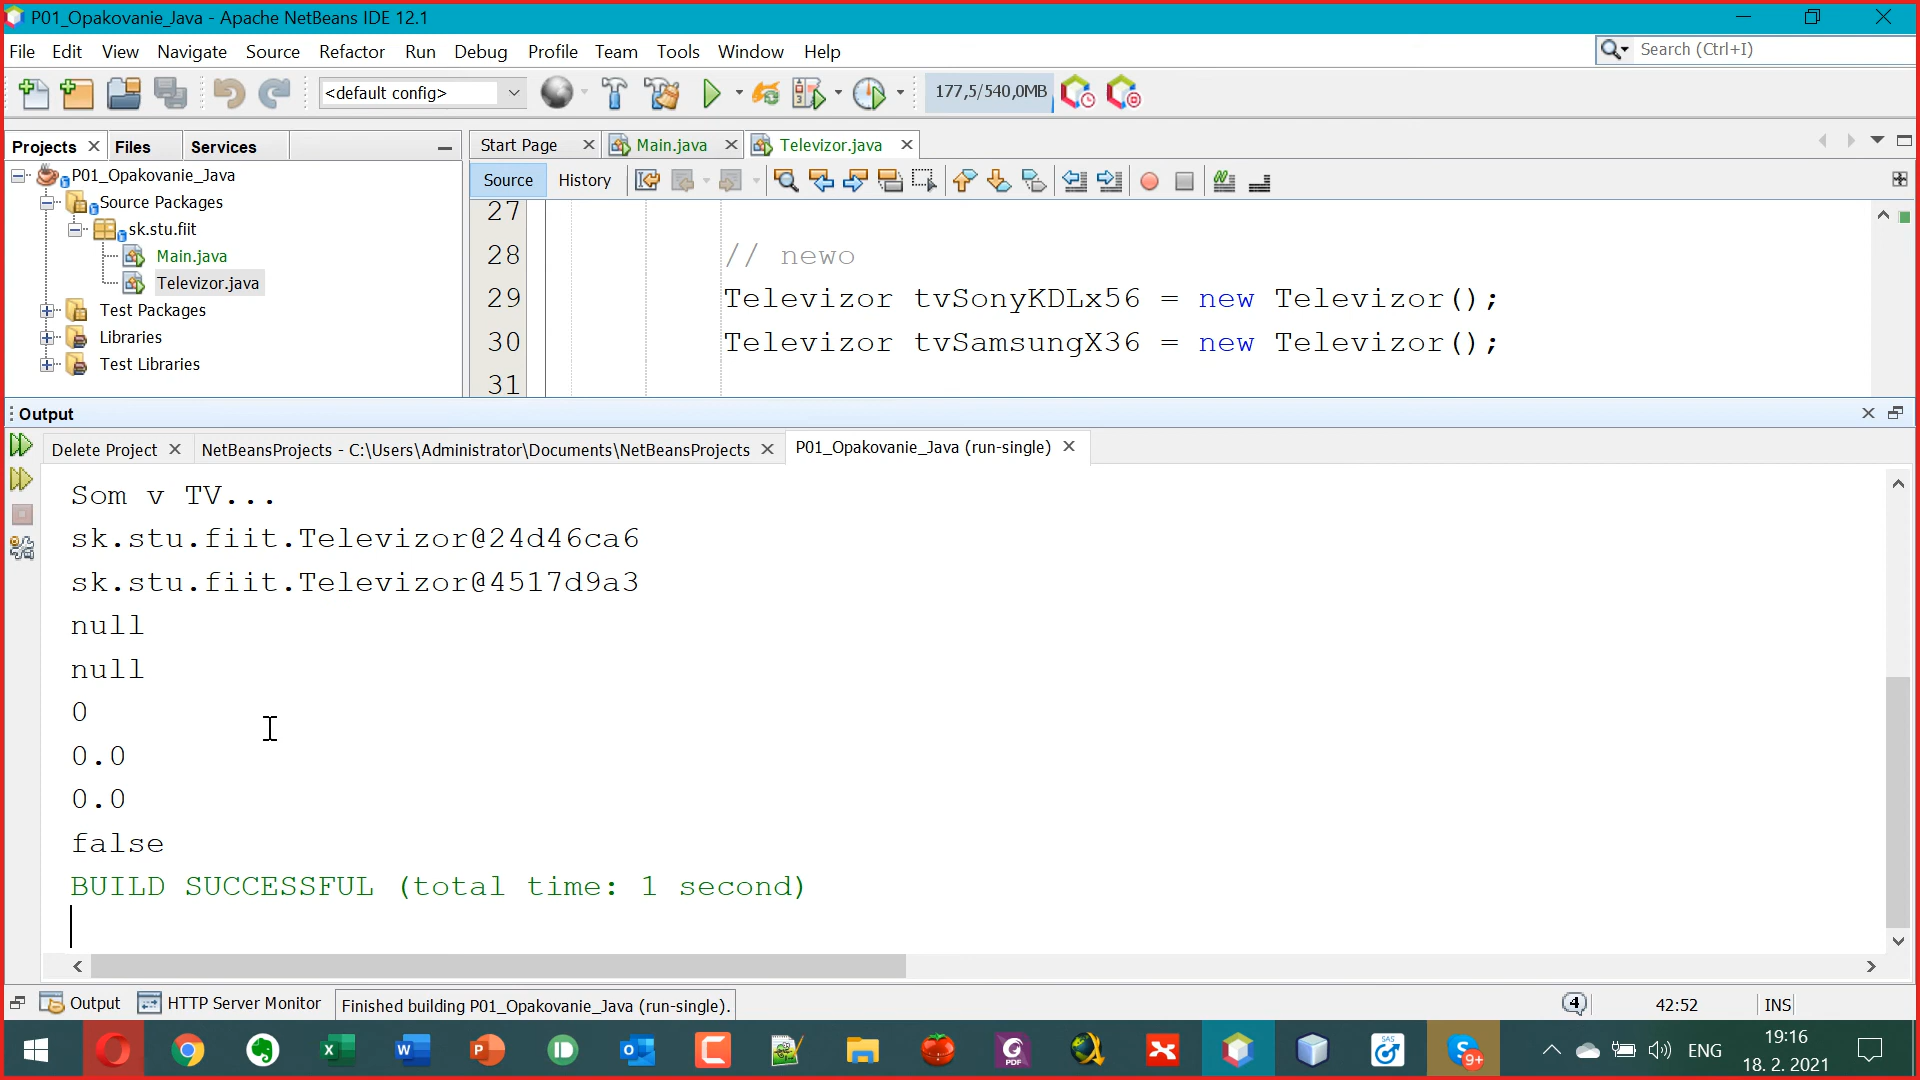 P01_Opakovanie_Java - Apache NetBeans IDE 12.1
File Edit View Navigate Source Refactor Run Debug Profile Team Tools Window Help
Search (Ctrl+I)
<default config>
177,5/540,0MB
Projects Files Services
Start Page Main.java Televizor.java
P01_Opakovanie_Java
Source Packages
sk.stu.fiit
Main.java
Televizor.java
Test Packages
Libraries
Test Libraries
Source History
27
28 // newo
29 Televizor tvSonyKDLx56 = new Televizor();
30 Televizor tvSamsungX36 = new Televizor();
31
Output
Delete Project NetBeansProjects - C:\Users\Administrator\Documents\NetBeansProjects P01_Opakovanie_Java (run-single)
Som v TV...
sk.stu.fiit.Televizor@24d46ca6
sk.stu.fiit.Televizor@4517d9a3
null
null
0
0.0
0.0
false
BUILD SUCCESSFUL (total time: 1 second)
Output HTTP Server Monitor Finished building P01_Opakovanie_Java (run-single).
4 42:52 INS
ENG 19:16
18. 2. 2021